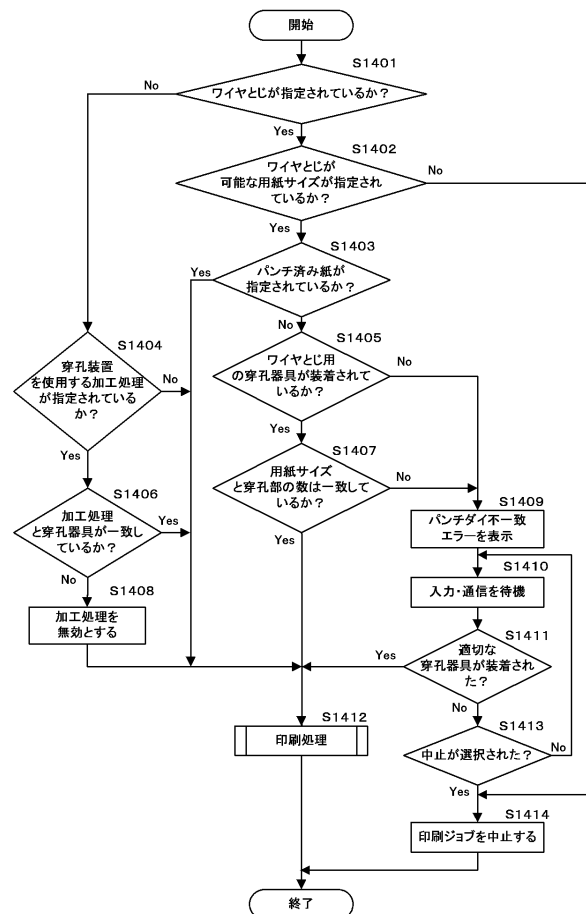 開始
S1401
ワイヤとじが指定されているか？
No
Yes
S1402
ワイヤとじが
可能な用紙サイズが指定され
ているか？
No
Yes
S1403
パンチ済み紙が
指定されているか？
Yes
No
S1404
穿孔装置
を使用する加工処理
が指定されている
か？
No
Yes
S1405
ワイヤとじ用
の穿孔器具が装着されて
いるか？
No
Yes
S1406
加工処理
と穿孔器具が一致し
ているか？
Yes
No
S1407
用紙サイズ
と穿孔部の数は一致して
いるか？
No
Yes
S1408
加工処理を
無効とする
S1409
パンチダイ不一致
エラーを表示
S1410
入力・通信を待機
S1411
適切な
穿孔器具が装着され
た？
Yes
No
S1412
印刷処理
S1413
中止が選択された？
No
Yes
S1414
印刷ジョブを中止する
終了